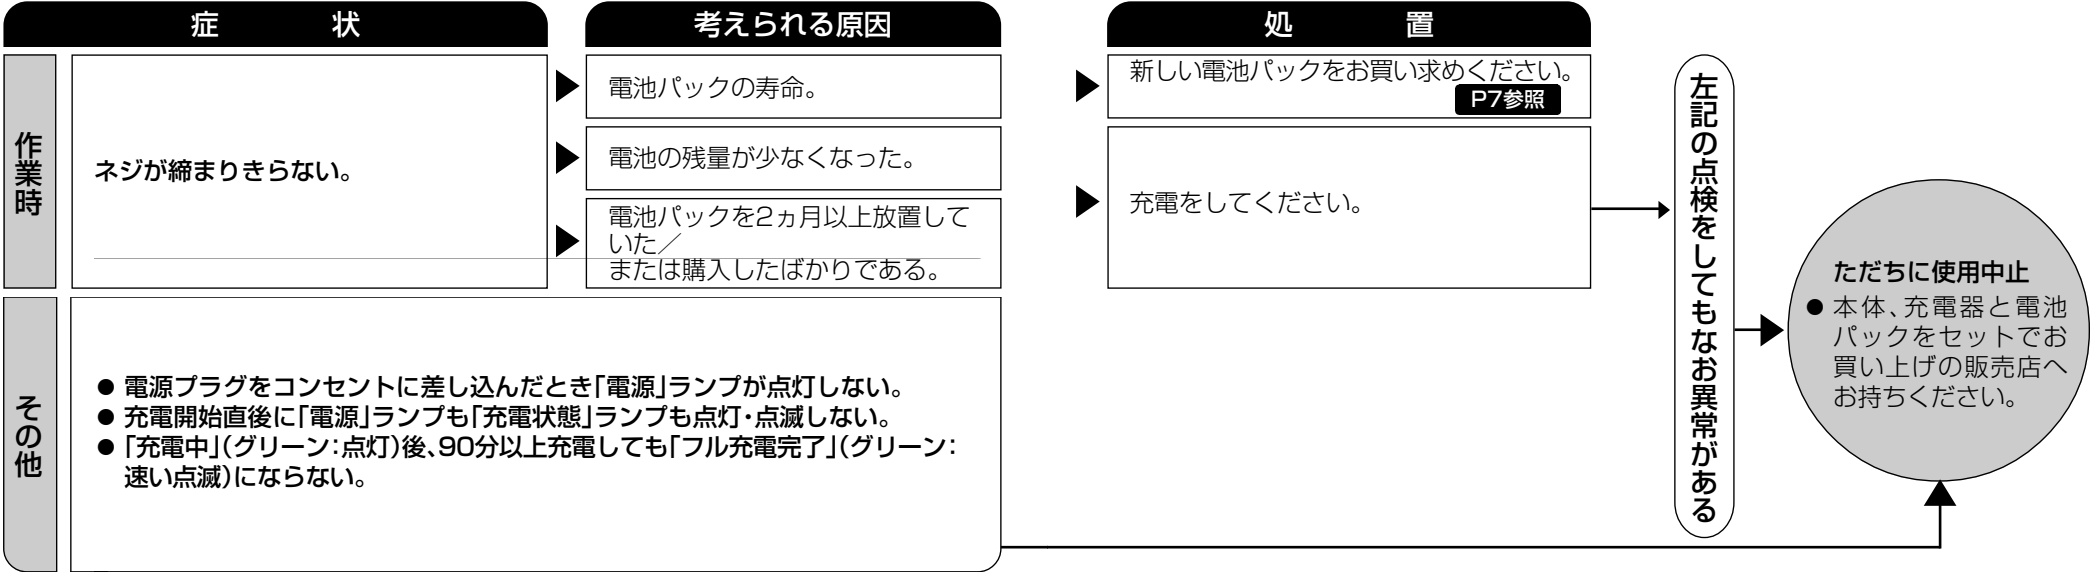 症　状
考えられる原因
処　置
作業時
ネジが締まりきらない。
電池パックの寿命。
新しい電池パックをお買い求めください。
P7参照
電池の残量が少なくなった。
電池パックを2ヵ月以上放置して
いた／
または購入したばかりである。
充電をしてください。
その他
● 電源プラグをコンセントに差し込んだとき「電源」ランプが点灯しない。
● 充電開始直後に「電源」ランプも「充電状態」ランプも点灯・点滅しない。
● 「充電中」(グリーン：点灯)後、90分以上充電しても「フル充電完了」(グリーン：
速い点滅)にならない。
左記の点検をしてもなお異常がある
ただちに使用中止
● 本体、充電器と電池
パックをセットでお
買い上げの販売店へ
お持ちください。